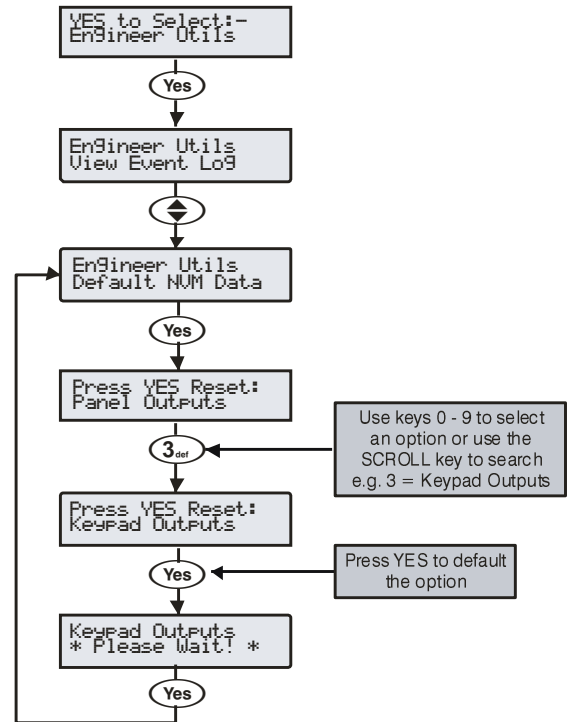 YES to Select:-
Engineer Utils
Yes
Engineer Utils
View Event Log
Engineer Utils
Default NVM Data
Yes
Press YES Reset:
Panel Outputs
3def
Use keys 0 - 9 to select
an option or use the
SCROLL key to search
e.g. 3 = Keypad Outputs
Press YES Reset:
Keypad Outputs
Yes
Press YES to default
the option
Keypad Outputs
* Please Wait! *
Yes